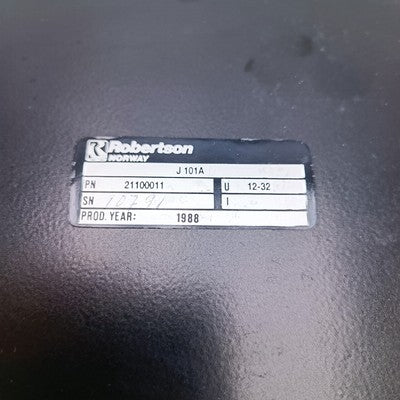 Robertson
NORWAY
J 101A
PN 21100011 U 12-32
SN I
PROD. YEAR: 1988